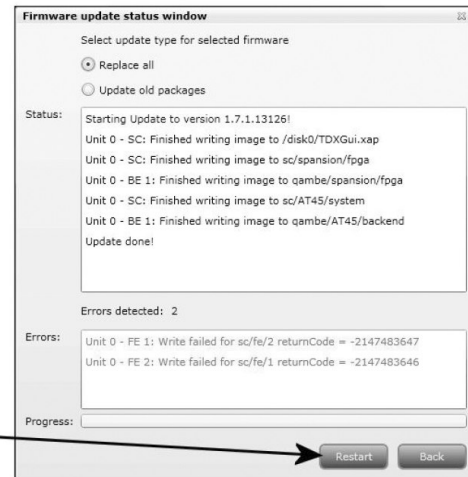 Firmware update status window
Select update type for selected firmware
Replace all
Update old packages
Status:
Starting Update to version 1.7.1.13126!
Unit 0 - SC: Finished writing image to /disk0/TDXGui.xap
Unit 0 - SC: Finished writing image to sc/spansion/fpga
Unit 0 - BE 1: Finished writing image to qambe/spansion/fpga
Unit 0 - SC: Finished writing image to sc/AT45/system
Unit 0 - BE 1: Finished writing image to qambe/AT45/backend
Update done!
Errors detected: 2
Errors:
Unit 0 - FE 1: Write failed for sc/fe/2 returnCode = -2147483647
Unit 0 - FE 2: Write failed for sc/fe/1 returnCode = -2147483646
Progress:
Restart
Back